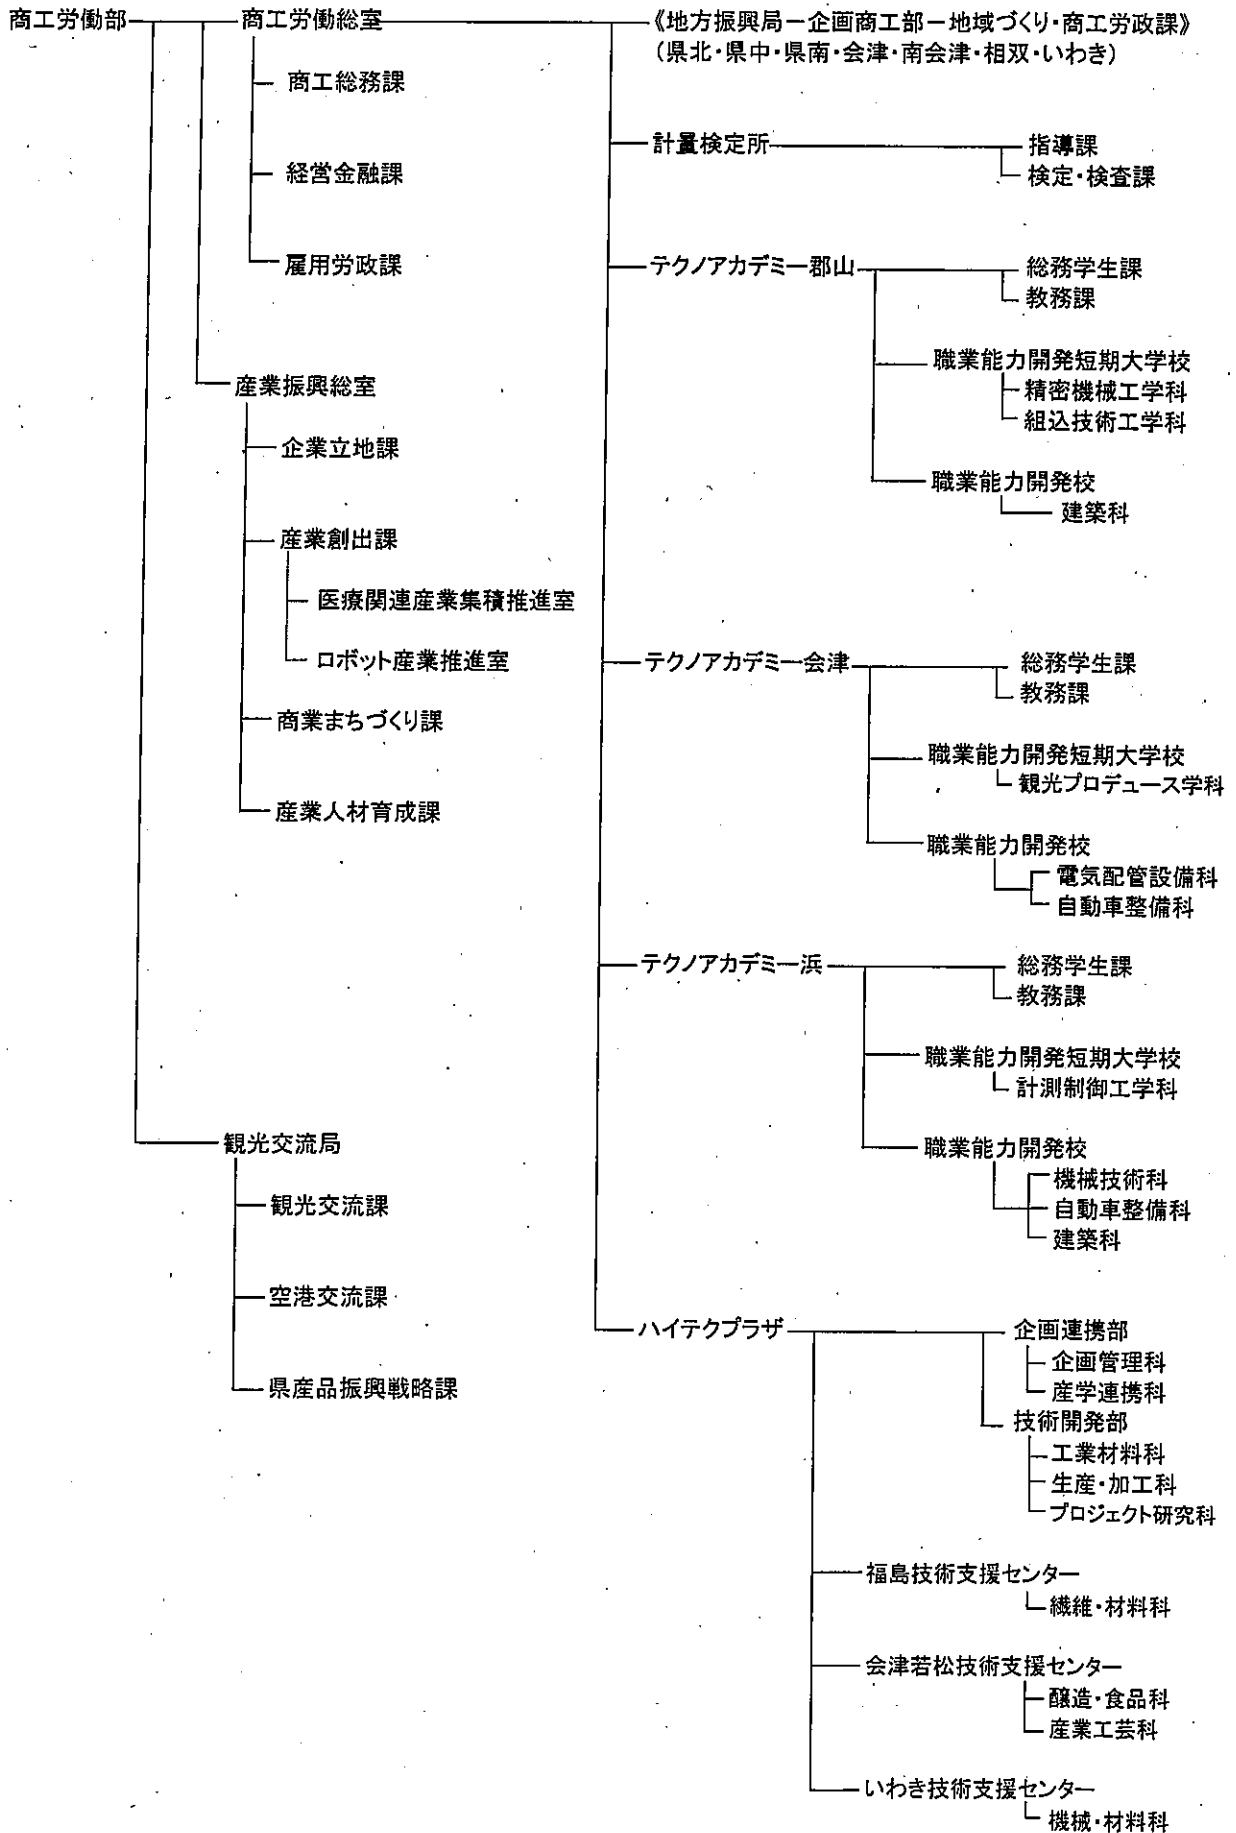 商工労働部
商工労働総室
商工総務課
経営金融課
雇用労政課
産業振興総室
企業立地課
産業創出課
医療関連産業集積推進室
ロボット産業推進室
商業まちづくり課
産業人材育成課
観光交流局
観光交流課
空港交流課
県産品振興戦略課
《地方振興局－企画商工部－地域づくり・商工労政課》
（県北・県中・県南・会津・南会津・相双・いわき）
計量検定所
指導課
検定・検査課
テクノアカデミー郡山
総務学生課
教務課
職業能力開発短期大学校
精密機械工学科
組込技術工学科
職業能力開発校
建築科
テクノアカデミー会津
総務学生課
教務課
職業能力開発短期大学校
観光プロデュース学科
職業能力開発校
電気配管設備科
自動車整備科
テクノアカデミー浜
総務学生課
教務課
職業能力開発短期大学校
計測制御工学科
職業能力開発校
機械技術科
自動車整備科
建築科
ハイテクプラザ
企画連携部
企画管理科
産学連携科
技術開発部
工業材料科
生産・加工科
プロジェクト研究科
福島技術支援センター
繊維・材料科
会津若松技術支援センター
醸造・食品科
産業工芸科
いわき技術支援センター
機械・材料科